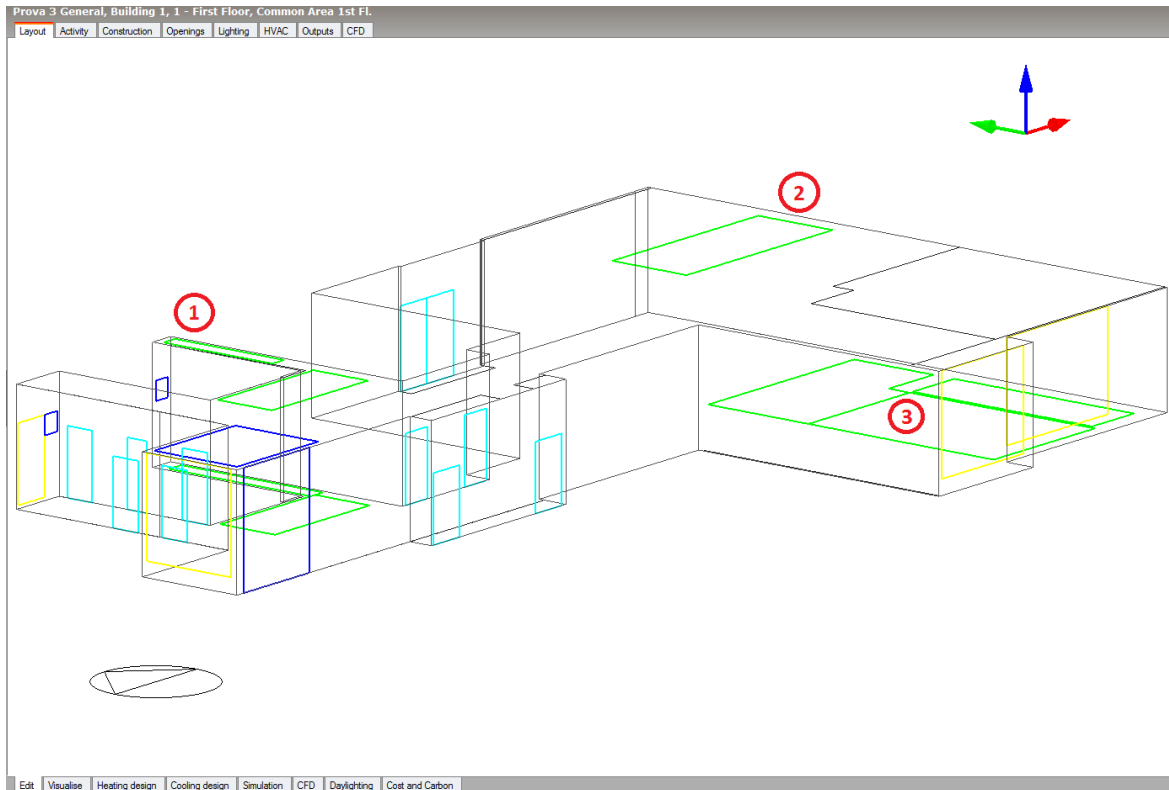 Prova 3 General, Building 1, 1 - First Floor, Common Area 1st Fl.
Layout Activity Construction Openings Lighting HVAC Outputs CFD
2
1
3
Edit Visualise Heating design Cooling design Simulation CFD Daylighting Cost and Carbon